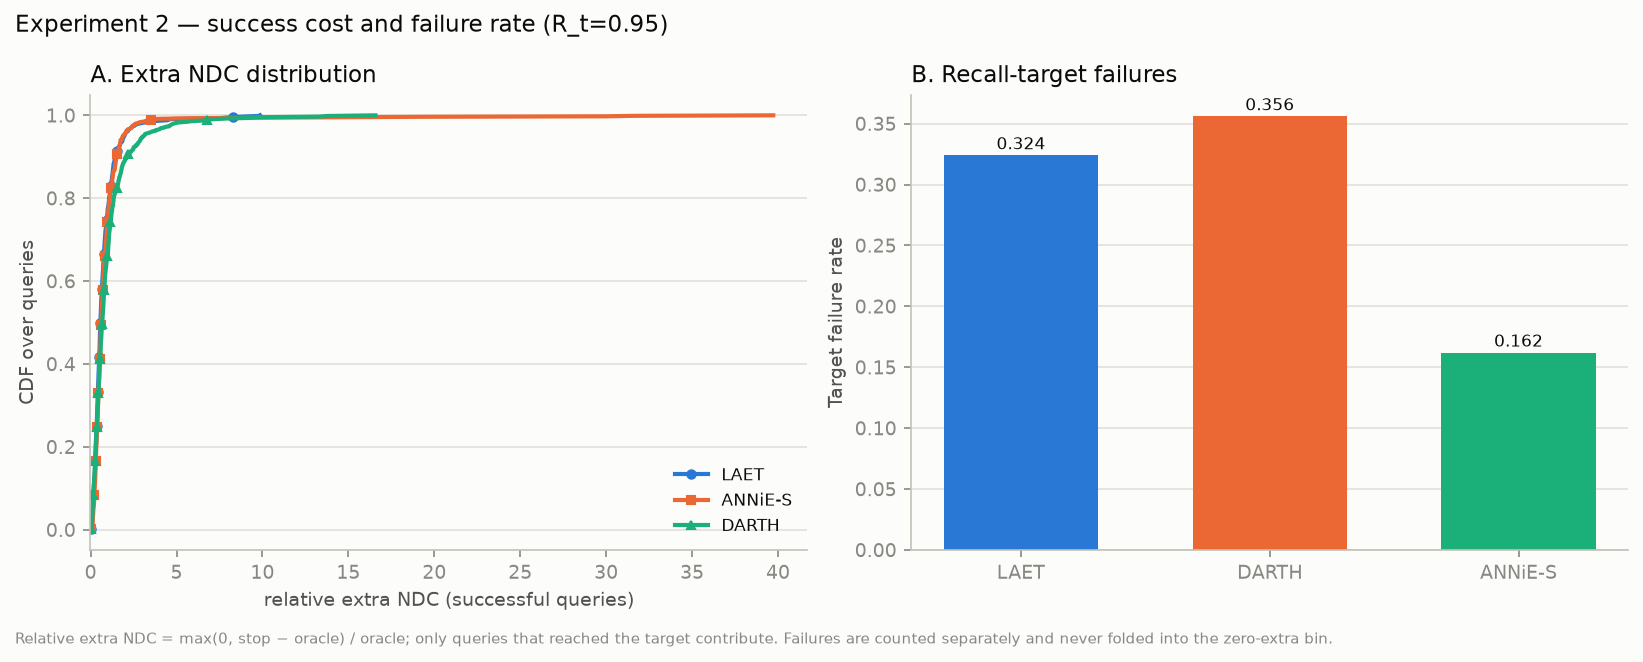 Experiment 2 — success cost and failure rate (R_t=0.95)
A. Extra NDC distribution
CDF over queries
1.0
0.8
0.6
0.4
0.2
0.0
LAET
ANNiE-S
DARTH
0 5 10 15 20 25 30 35 40
relative extra NDC (successful queries)
B. Recall-target failures
Target failure rate
0.35
0.30
0.25
0.20
0.15
0.10
0.05
0.00
0.324
0.356
0.162
LAET DARTH ANNiE-S
Relative extra NDC = max(0, stop − oracle) / oracle; only queries that reached the target contribute. Failures are counted separately and never folded into the zero-extra bin.